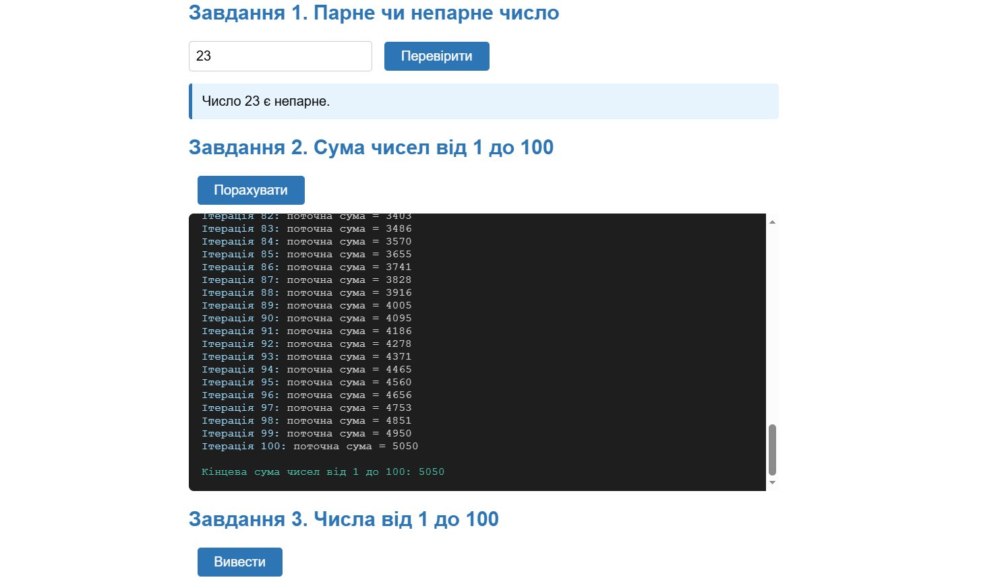 Завдання 1. Парне чи непарне число
23
Перевірити
Число 23 є непарне.
Завдання 2. Сума чисел від 1 до 100
Порахувати
Ітерація 82: поточна сума = 3403
Ітерація 83: поточна сума = 3486
Ітерація 84: поточна сума = 3570
Ітерація 85: поточна сума = 3655
Ітерація 86: поточна сума = 3741
Ітерація 87: поточна сума = 3828
Ітерація 88: поточна сума = 3916
Ітерація 89: поточна сума = 4005
Ітерація 90: поточна сума = 4095
Ітерація 91: поточна сума = 4186
Ітерація 92: поточна сума = 4278
Ітерація 93: поточна сума = 4371
Ітерація 94: поточна сума = 4465
Ітерація 95: поточна сума = 4560
Ітерація 96: поточна сума = 4656
Ітерація 97: поточна сума = 4753
Ітерація 98: поточна сума = 4851
Ітерація 99: поточна сума = 4950
Ітерація 100: поточна сума = 5050
Кінцева сума чисел від 1 до 100: 5050
Завдання 3. Числа від 1 до 100
Вивести